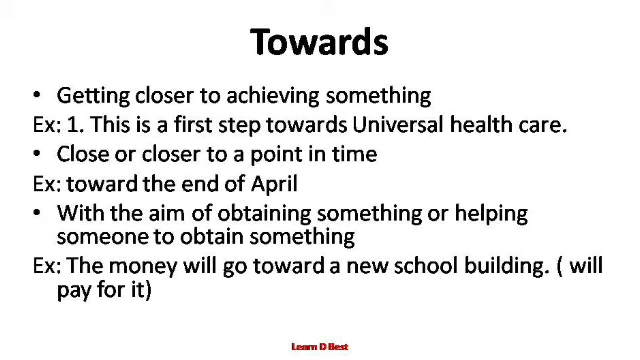 Towards
• Getting closer to achieving something
Ex: 1. This is a first step towards Universal health care.
• Close or closer to a point in time
Ex: toward the end of April
• With the aim of obtaining something or helping
someone to obtain something
Ex: The money will go toward a new school building. ( will
pay for it)
Learn D Best